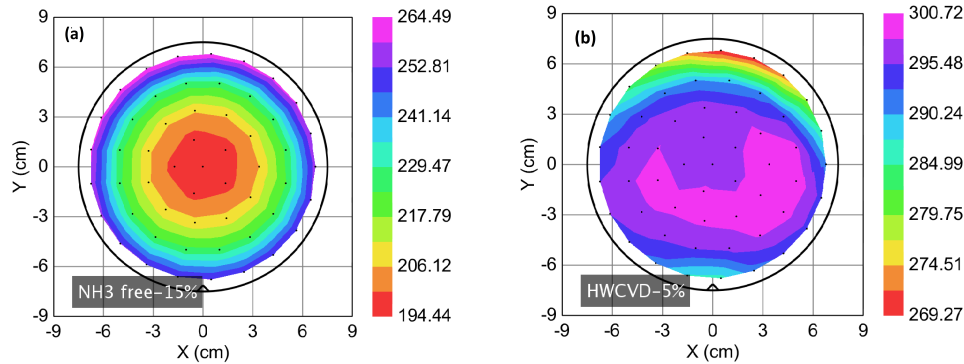 (a)
Y (cm)
9
6
3
0
-3
-6
-9
-9 -6 -3 0 3 6 9
X (cm)
NH3 free-15%
264.49
252.81
241.14
229.47
217.79
206.12
194.44
(b)
Y (cm)
9
6
3
0
-3
-6
-9
-9 -6 -3 0 3 6 9
X (cm)
HWCVD-5%
300.72
295.48
290.24
284.99
279.75
274.51
269.27